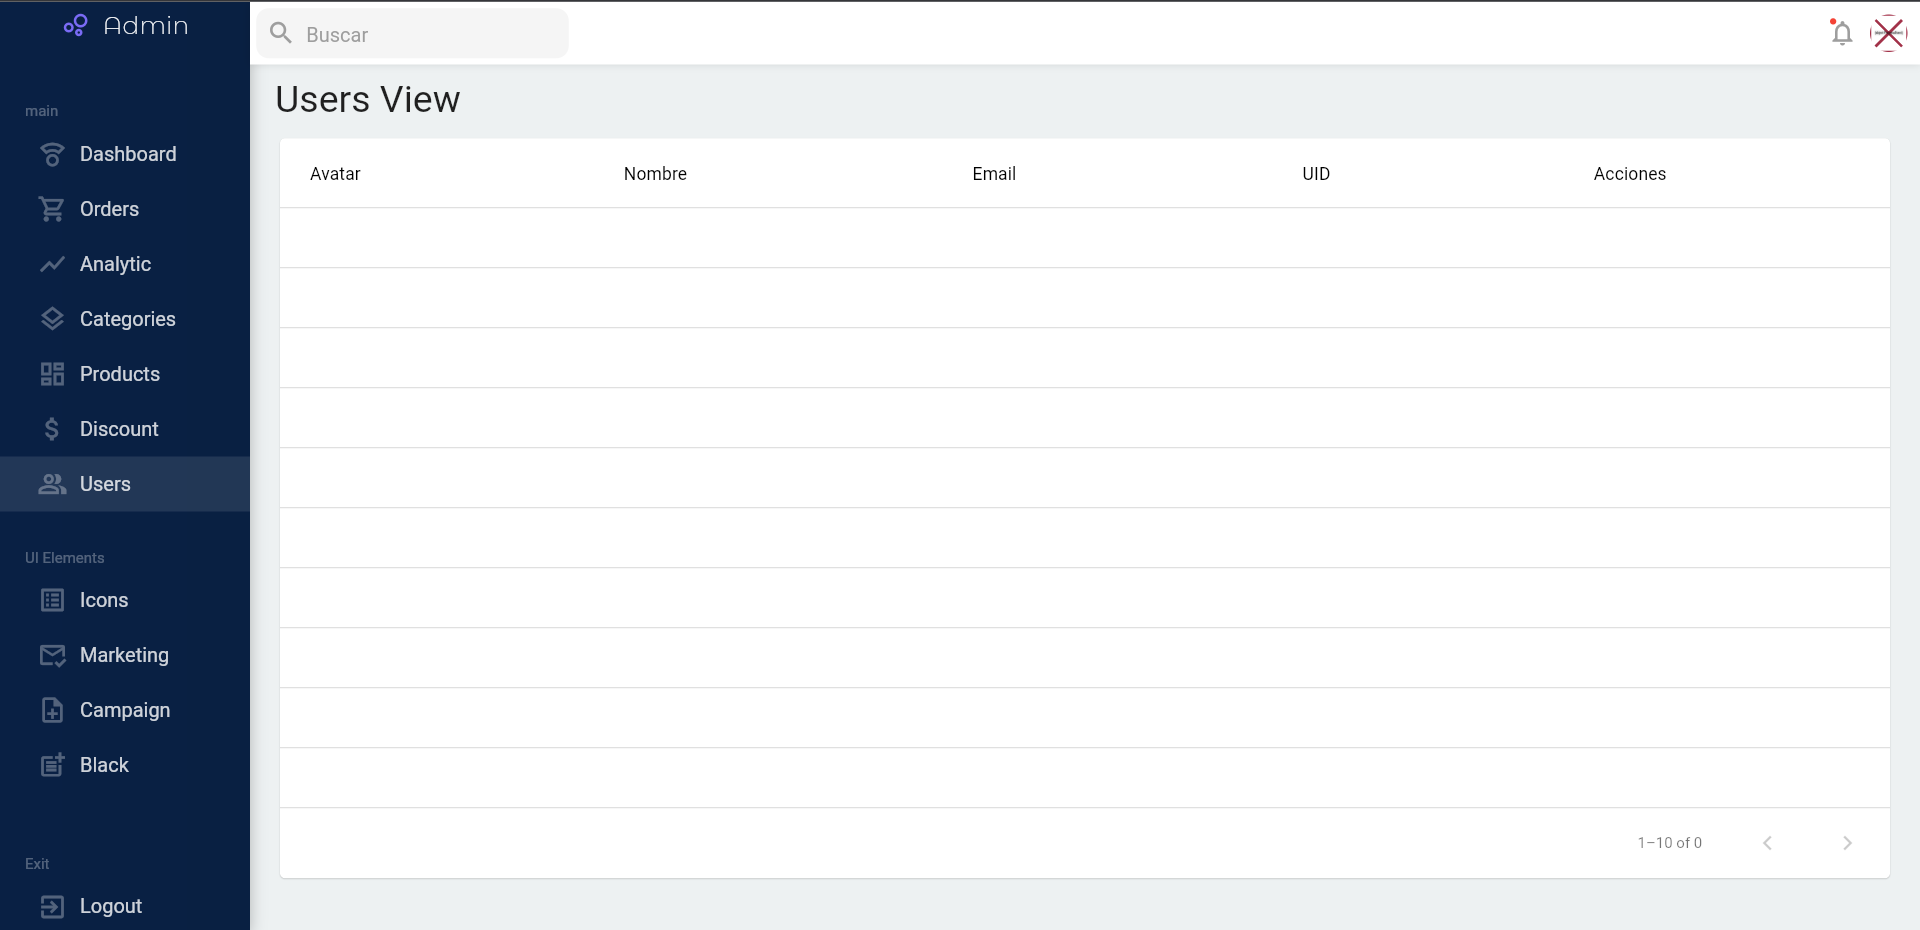 Admin
Buscar
main
Dashboard
Orders
Analytic
Categories
Products
Discount
Users
UI Elements
Icons
Marketing
Campaign
Black
Exit
Logout
Users View
Avatar Nombre Email UID Acciones
1–10 of 0